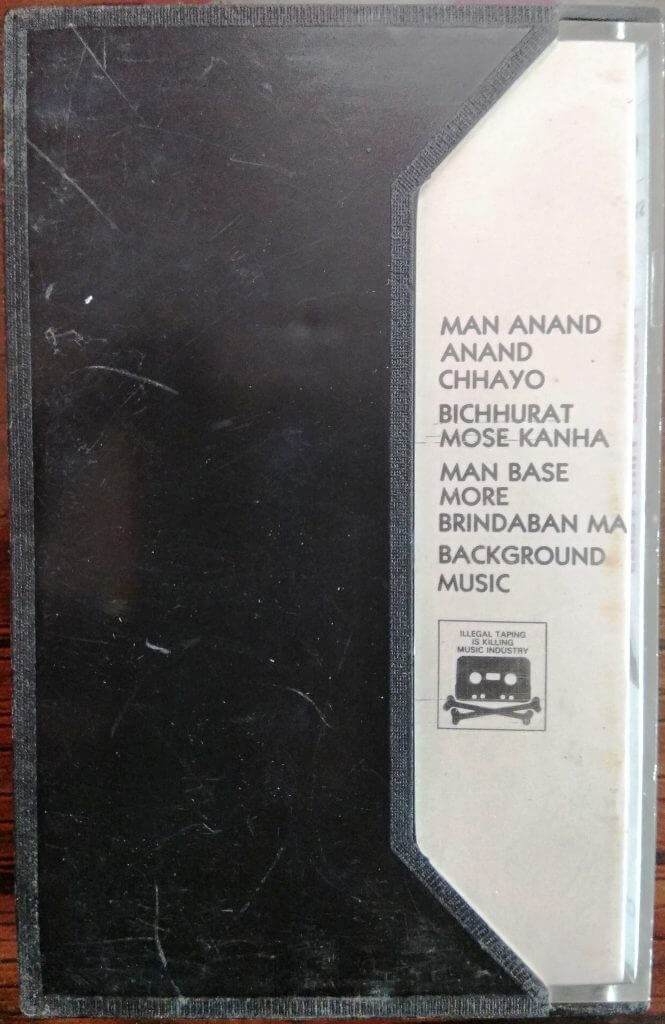 MAN ANAND
ANAND
CHHAYO
BICHHURAT
MOSE KANHA
MAN BASE
MORE
BRINDABAN MA
BACKGROUND
MUSIC
ILLEGAL TAPING
IS KILLING
MUSIC INDUSTRY